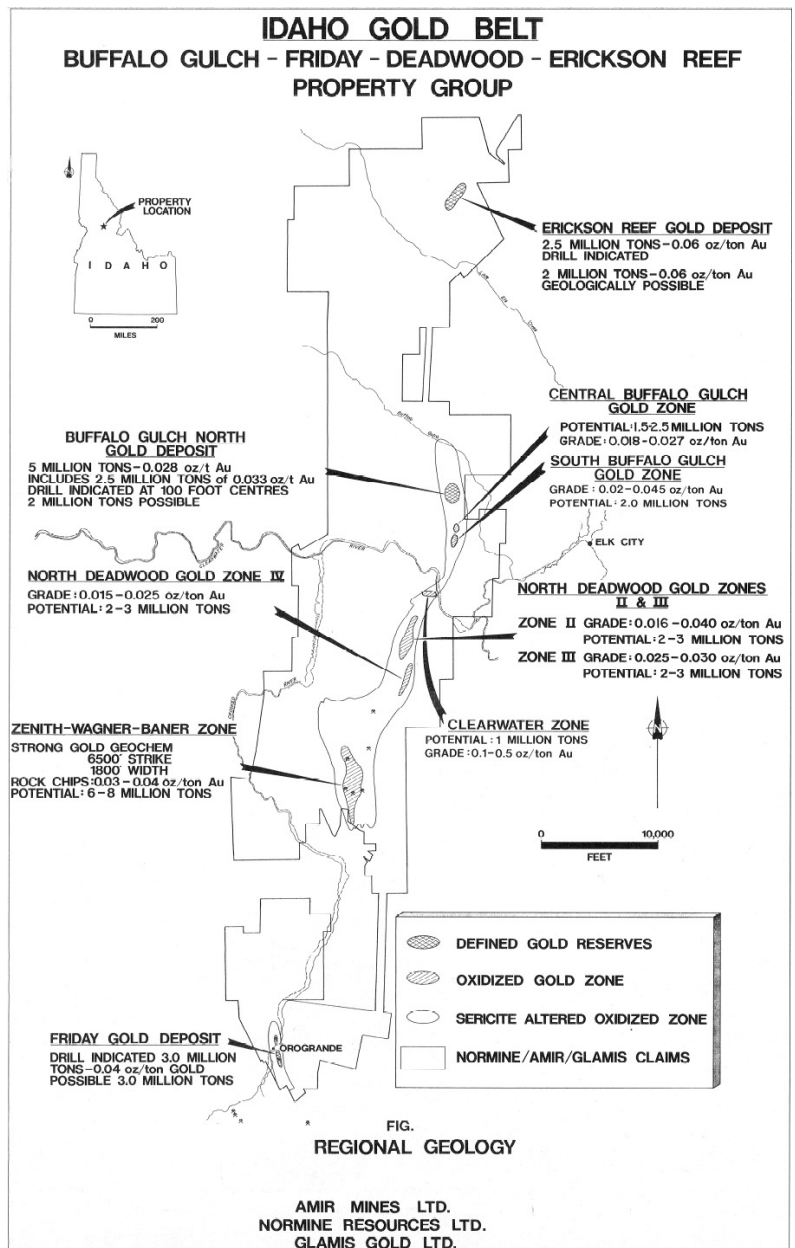 IDAHO GOLD BELT
BUFFALO GULCH - FRIDAY - DEADWOOD - ERICKSON REEF
PROPERTY GROUP
PROPERTY
LOCATION
IDAHO
0 200
MILES
ERICKSON REEF GOLD DEPOSIT
2.5 MILLION TONS-0.06 oz/ton Au
DRILL INDICATED
2 MILLION TONS-0.06 oz/ton Au
GEOLOGICALLY POSSIBLE
CENTRAL BUFFALO GULCH
GOLD ZONE
POTENTIAL:1.5-2.5 MILLION TONS
GRADE:0.018-0.027 oz/ton Au
BUFFALO GULCH NORTH
GOLD DEPOSIT
5 MILLION TONS-0.028 oz/t Au
INCLUDES 2.5 MILLION TONS of 0.033 oz/t Au
DRILL INDICATED AT 100 FOOT CENTRES
2 MILLION TONS POSSIBLE
SOUTH BUFFALO GULCH
GOLD ZONE
GRADE:0.02-0.045 oz/ton Au
POTENTIAL: 2.0 MILLION TONS
CLEARWATER RIVER
ELK CITY
NORTH DEADWOOD GOLD ZONE IV
GRADE:0.015-0.025 oz/ton Au
POTENTIAL:2-3 MILLION TONS
NORTH DEADWOOD GOLD ZONES
II & III
ZONE II GRADE:0.016-0.040 oz/ton Au
POTENTIAL:2-3 MILLION TONS
ZONE III GRADE:0.025-0.030 oz/ton Au
POTENTIAL:2-3 MILLION TONS
RIVER
CLEARWATER ZONE
POTENTIAL:1 MILLION TONS
GRADE:0.1-0.5 oz/ton Au
ZENITH-WAGNER-BANER ZONE
STRONG GOLD GEOCHEM
6500' STRIKE
1800' WIDTH
ROCK CHIPS:0.03-0.04 oz/ton Au
POTENTIAL:6-8 MILLION TONS
0 10,000
FEET
DEFINED GOLD RESERVES
OXIDIZED GOLD ZONE
SERICITE ALTERED OXIDIZED ZONE
NORMINE/AMIR/GLAMIS CLAIMS
FRIDAY GOLD DEPOSIT
DRILL INDICATED 3.0 MILLION
TONS-0.04 oz/ton GOLD
POSSIBLE 3.0 MILLION TONS
OROGRANDE
FIG.
REGIONAL GEOLOGY
AMIR MINES LTD.
NORMINE RESOURCES LTD.
GLAMIS GOLD LTD.